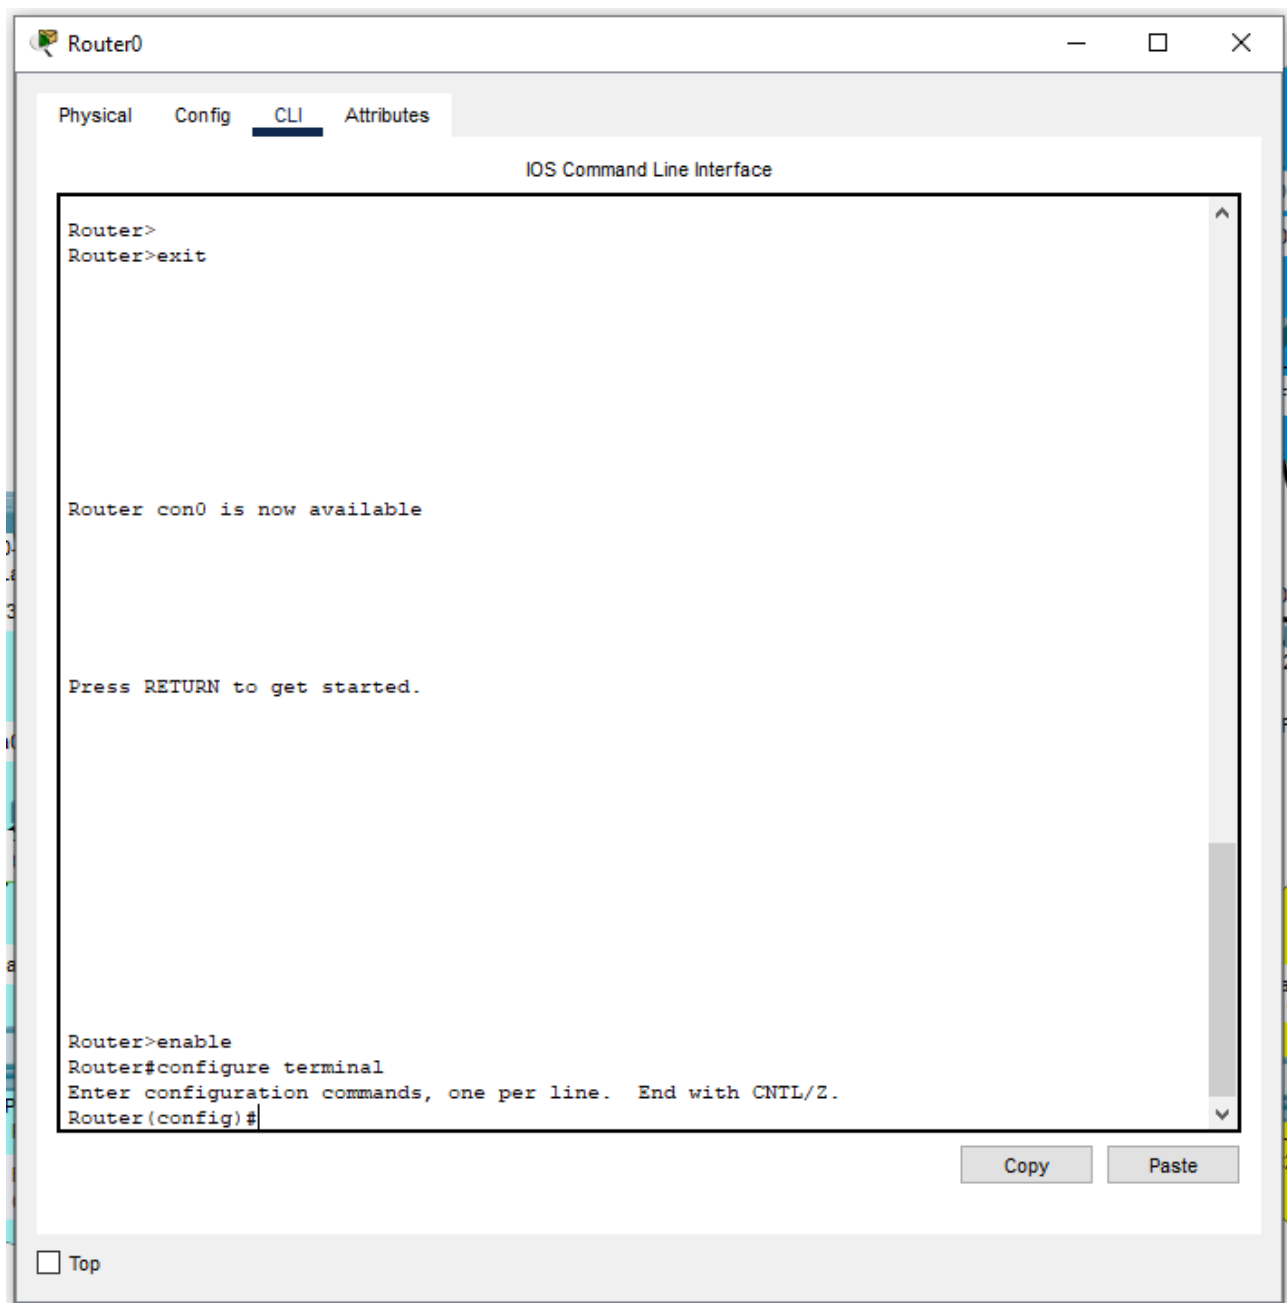 Router0
Physical Config CLI Attributes
IOS Command Line Interface
Router>
Router>exit
Router con0 is now available
Press RETURN to get started.
Router>enable
Router#configure terminal
Enter configuration commands, one per line.  End with CNTL/Z.
Router(config)#
Copy Paste
Top